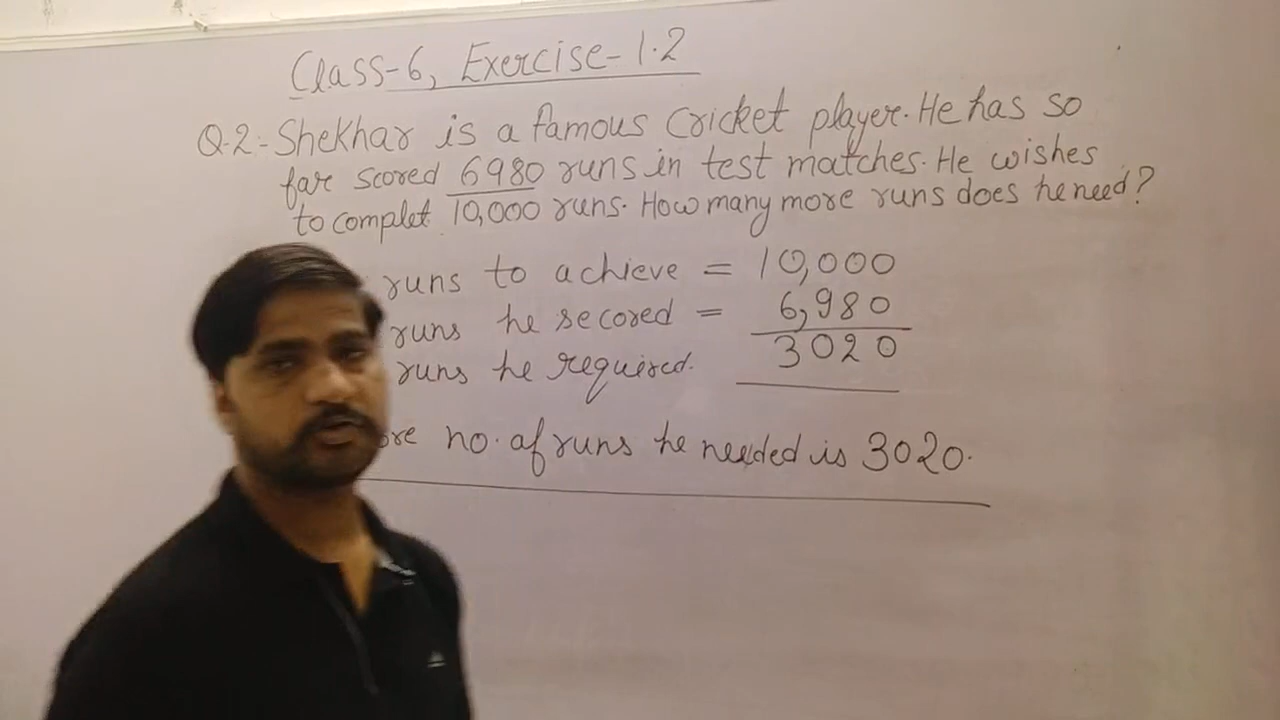 Class-6, Exercise-1.2
Q.2- Shekhar is a famous cricket player. He has so
far scored 6980 runs in test matches. He wishes
to complet 10,000 runs. How many more runs does he need?
runs to achieve = 10,000
runs he secored = 6,980
runs he required. 3020
ore no. of runs he needed is 3020.